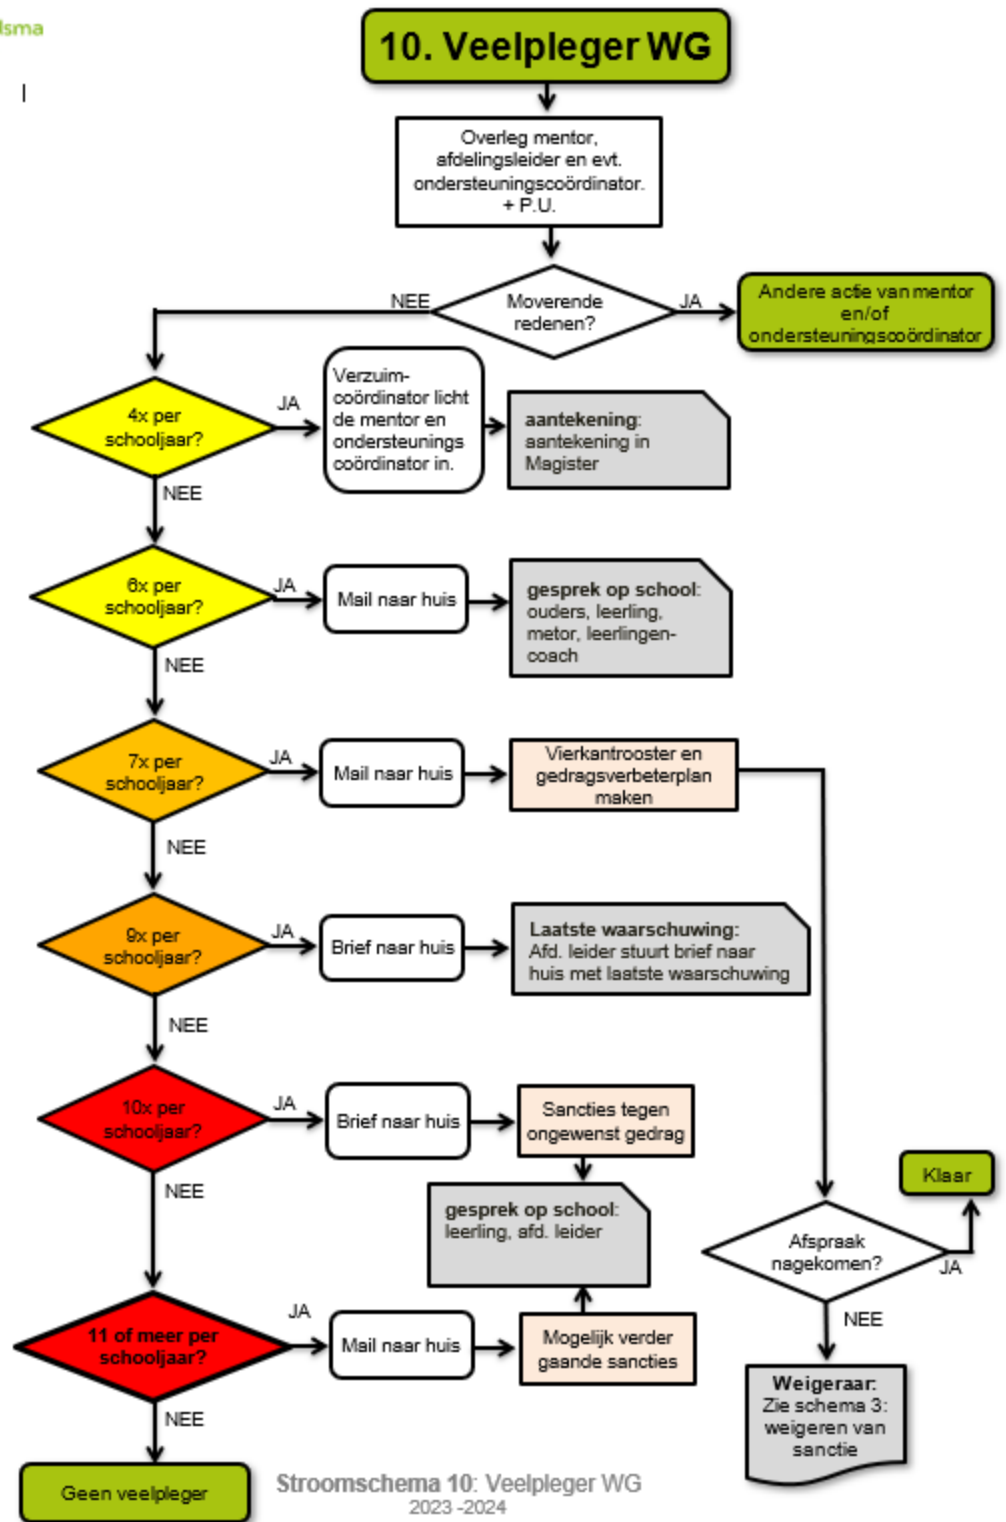 lsma
10. Veelpleger WG
Overleg mentor,
afdelingsleider en evt.
ondersteuningscoördinator.
+ P.U.
NEE
Moverende
redenen?
JA
Andere actie van mentor
en/of
ondersteuningscoördinator
4x per
schooljaar?
JA
Verzuim-
coördinator licht
de mentor en
ondersteunings
coördinator in.
aantekening:
aantekening in
Magister
NEE
6x per
schooljaar?
JA
Mail naar huis
gesprek op school:
ouders, leerling,
metor, leerlingen-
coach
NEE
7x per
schooljaar?
JA
Mail naar huis
Vierkantrooster en
gedragsverbeterplan
maken
NEE
9x per
schooljaar?
JA
Brief naar huis
Laatste waarschuwing:
Afd. leider stuurt brief naar
huis met laatste waarschuwing
NEE
10x per
schooljaar?
JA
Brief naar huis
Sancties tegen
ongewenst gedrag
NEE
gesprek op school:
leerling, afd. leider
Klaar
Afspraak
nagekomen?
JA
NEE
11 of meer per
schooljaar?
JA
Mail naar huis
Mogelijk verder
gaande sancties
Weigeraar:
Zie schema 3:
weigeren van
sanctie
NEE
Geen veelpleger
Stroomschema 10: Veelpleger WG
2023 -2024